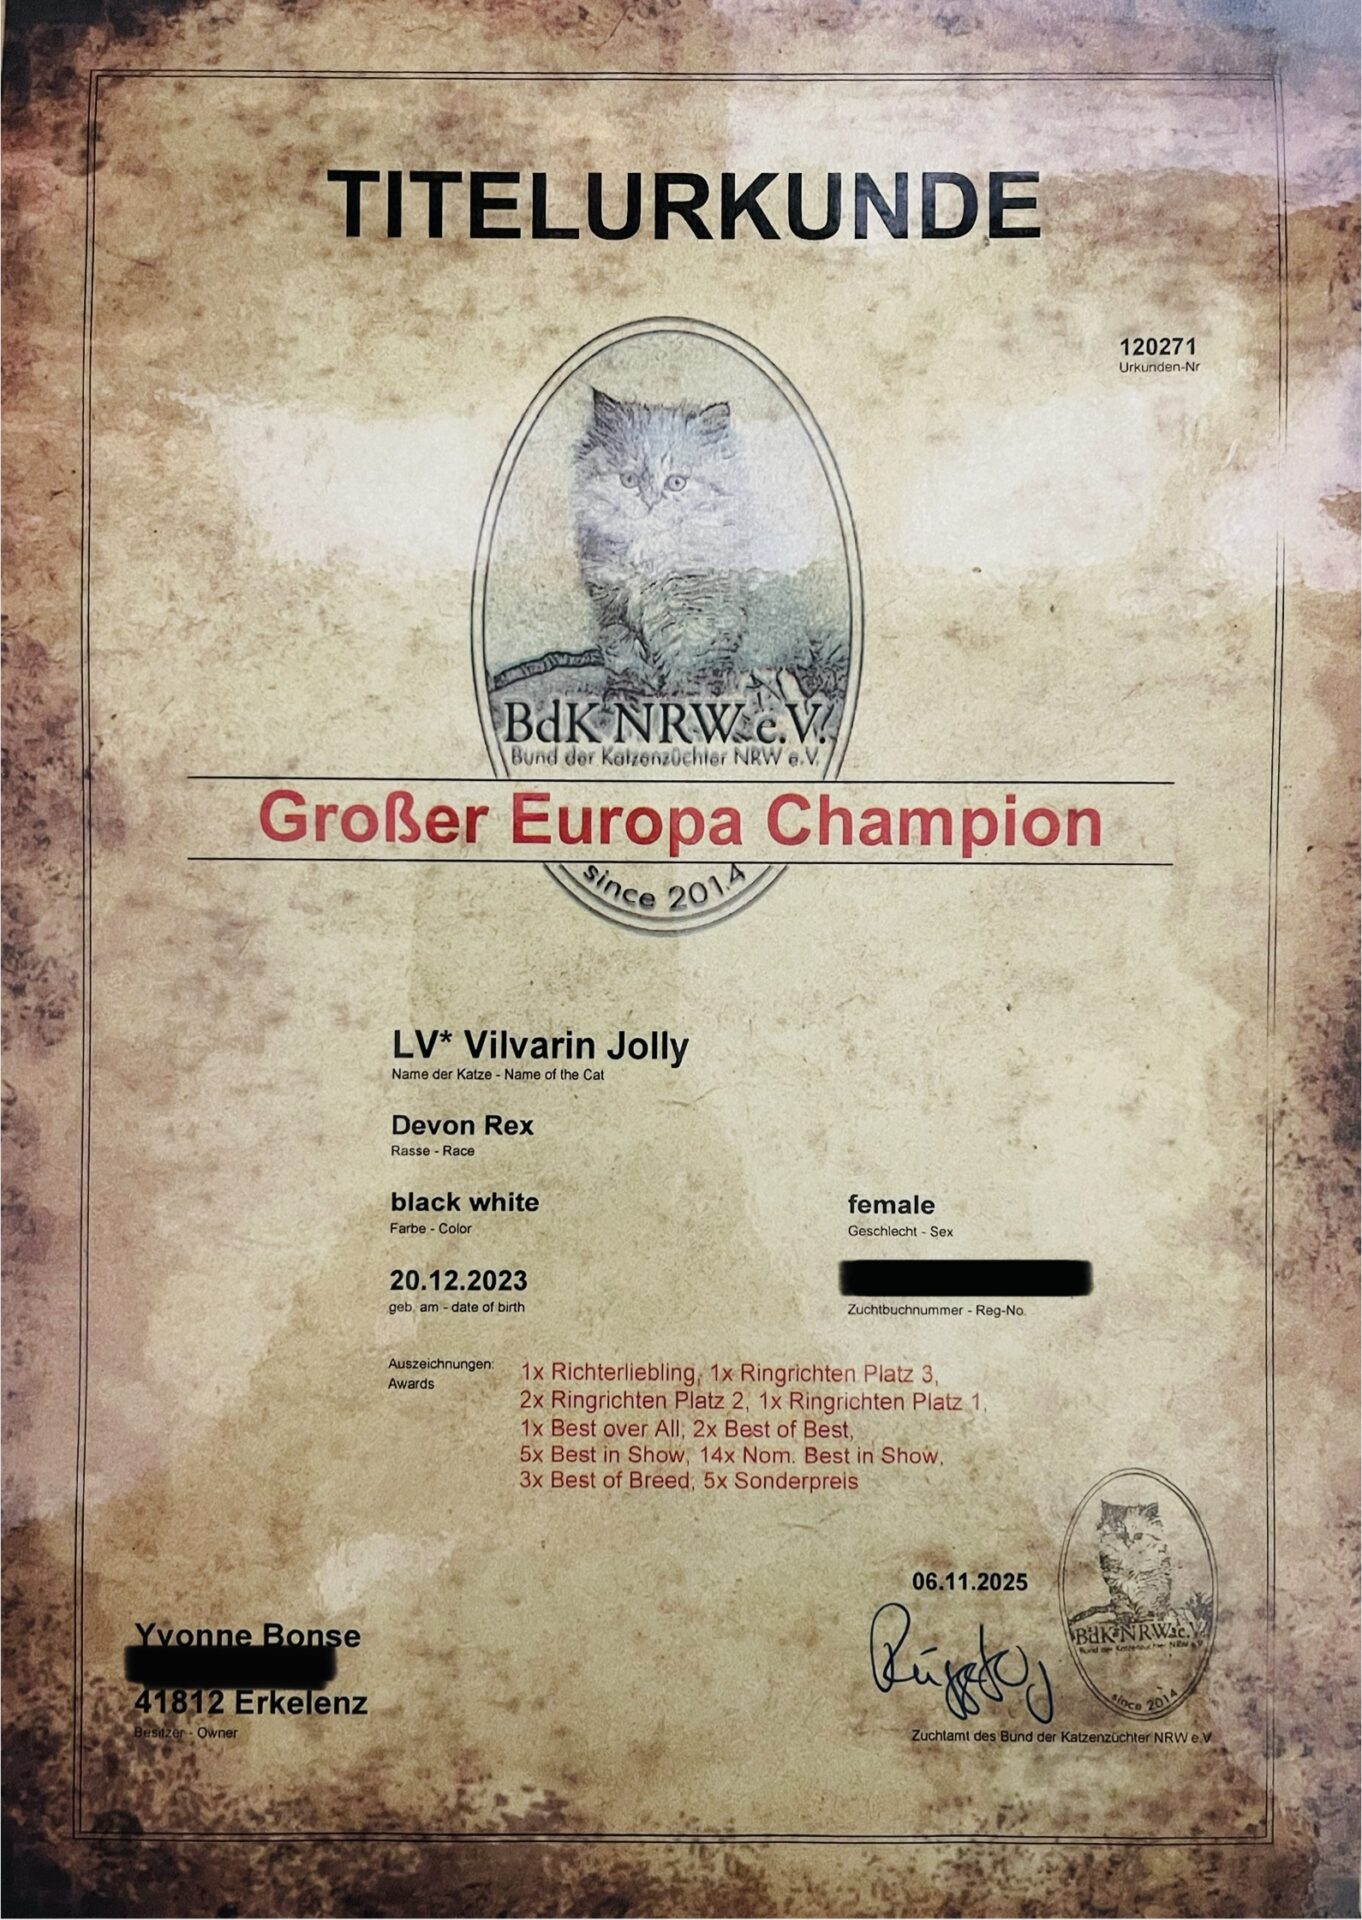 TITELURKUNDE
120271
Urkunden-Nr
BdK NRW e.V.
Bund der Katzenzüchter NRW e.V.
Großer Europa Champion
since 2014
LV* Vilvarin Jolly
Name der Katze - Name of the Cat
Devon Rex
Rasse - Race
black white
Farbe - Color
female
Geschlecht - Sex
20.12.2023
geb. am - date of birth
Zuchtbuchnummer - Reg-No.
Auszeichnungen:
Awards
1x Richterliebling, 1x Ringrichten Platz 3,
2x Ringrichten Platz 2, 1x Ringrichten Platz 1,
1x Best over All, 2x Best of Best,
5x Best in Show, 14x Nom. Best in Show,
3x Best of Breed, 5x Sonderpreis
06.11.2025
BdK NRW e.V.
Bund der Katzenzüchter NRW e.V.
since 2014
Zuchtamt des Bund der Katzenzüchter NRW e.V
Yvonne Bonse
41812 Erkelenz
Besitzer - Owner